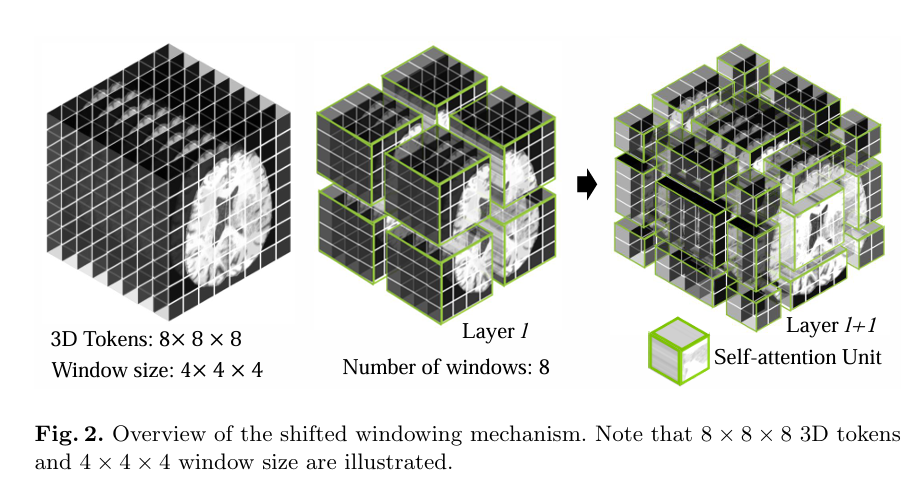 3D Tokens: 8× 8 × 8
Window size: 4× 4 × 4
Layer l
Number of windows: 8
Layer l+1
Self-attention Unit
Fig. 2. Overview of the shifted windowing mechanism. Note that 8 × 8 × 8 3D tokens
and 4 × 4 × 4 window size are illustrated.